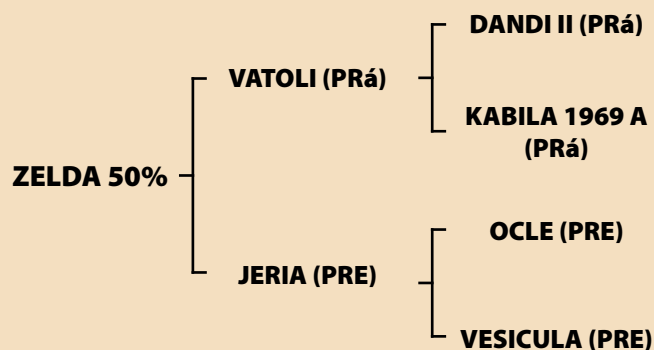 DANDI II (PRá)
VATOLI (PRá)
KABILA 1969 A
(PRá)
ZELDA 50%
OCLE (PRE)
JERIA (PRE)
VESICULA (PRE)